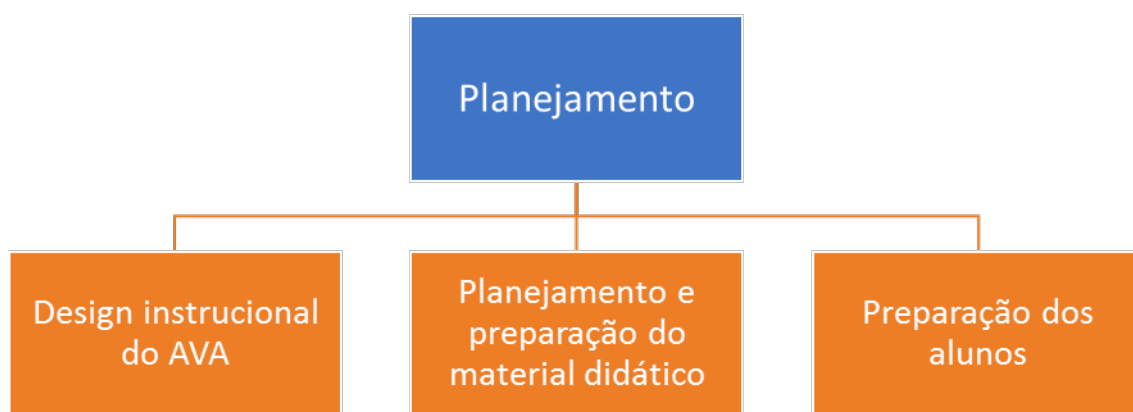 Planejamento
Design instrucional
do AVA
Planejamento e
preparação do
material didático
Preparação dos
alunos